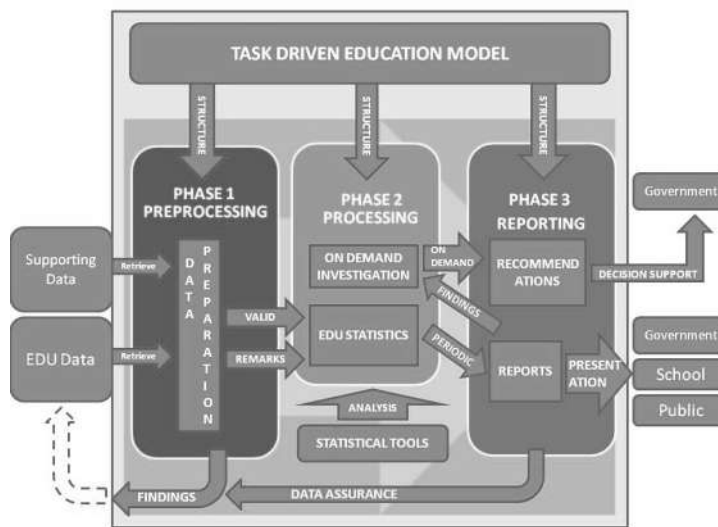 TASK DRIVEN EDUCATION MODEL
STRUCTURE
STRUCTURE
STRUCTURE
PHASE 1
PREPROCESSING
PHASE 2
PROCESSING
PHASE 3
REPORTING
Government
Supporting
Data
Retrieve
DATA
PREPARATION
ON DEMAND
INVESTIGATION
ON
DEMAND
RECOMMEND
ATIONS
DECISION SUPPORT
FINDINGS
VALID
EDU STATISTICS
EDU Data
Retrieve
REMARKS
PERIODIC
REPORTS
PRESENT
ATION
Government
School
Public
ANALYSIS
STATISTICAL TOOLS
FINDINGS
DATA ASSURANCE